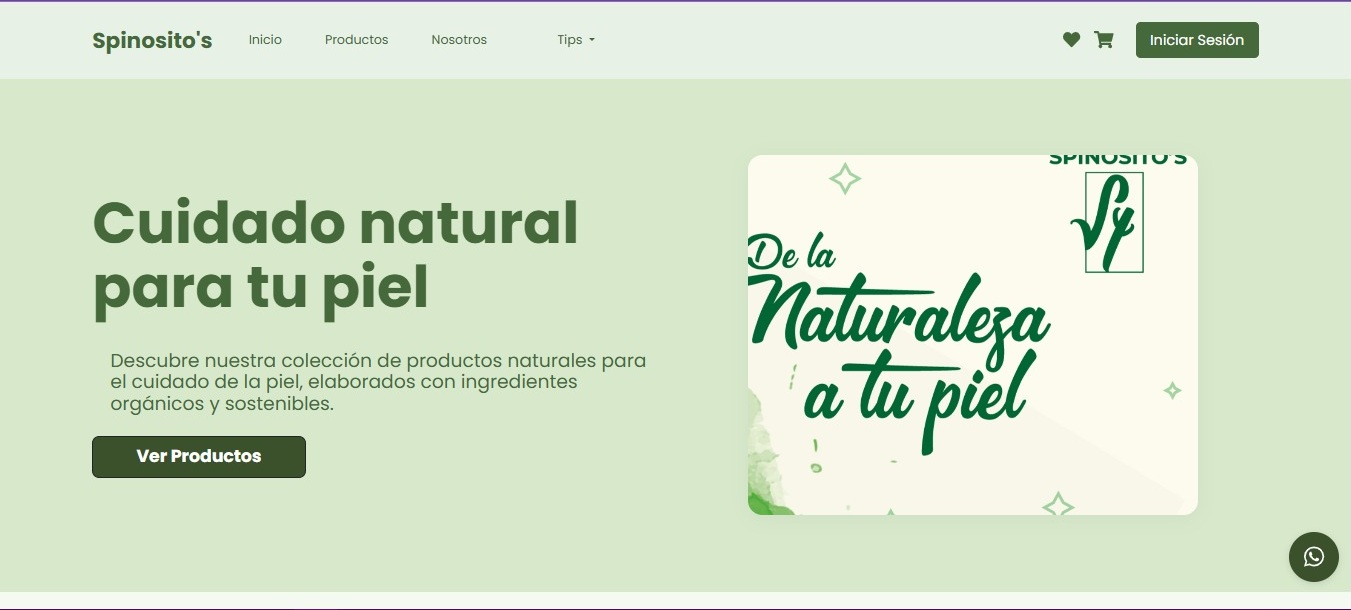 Spinosito's
Inicio
Productos
Nosotros
Tips
Iniciar Sesión
Cuidado natural
para tu piel
Descubre nuestra colección de productos naturales para
el cuidado de la piel, elaborados con ingredientes
orgánicos y sostenibles.
Ver Productos
SPINOSITO'S
De la
Naturaleza
a tu piel